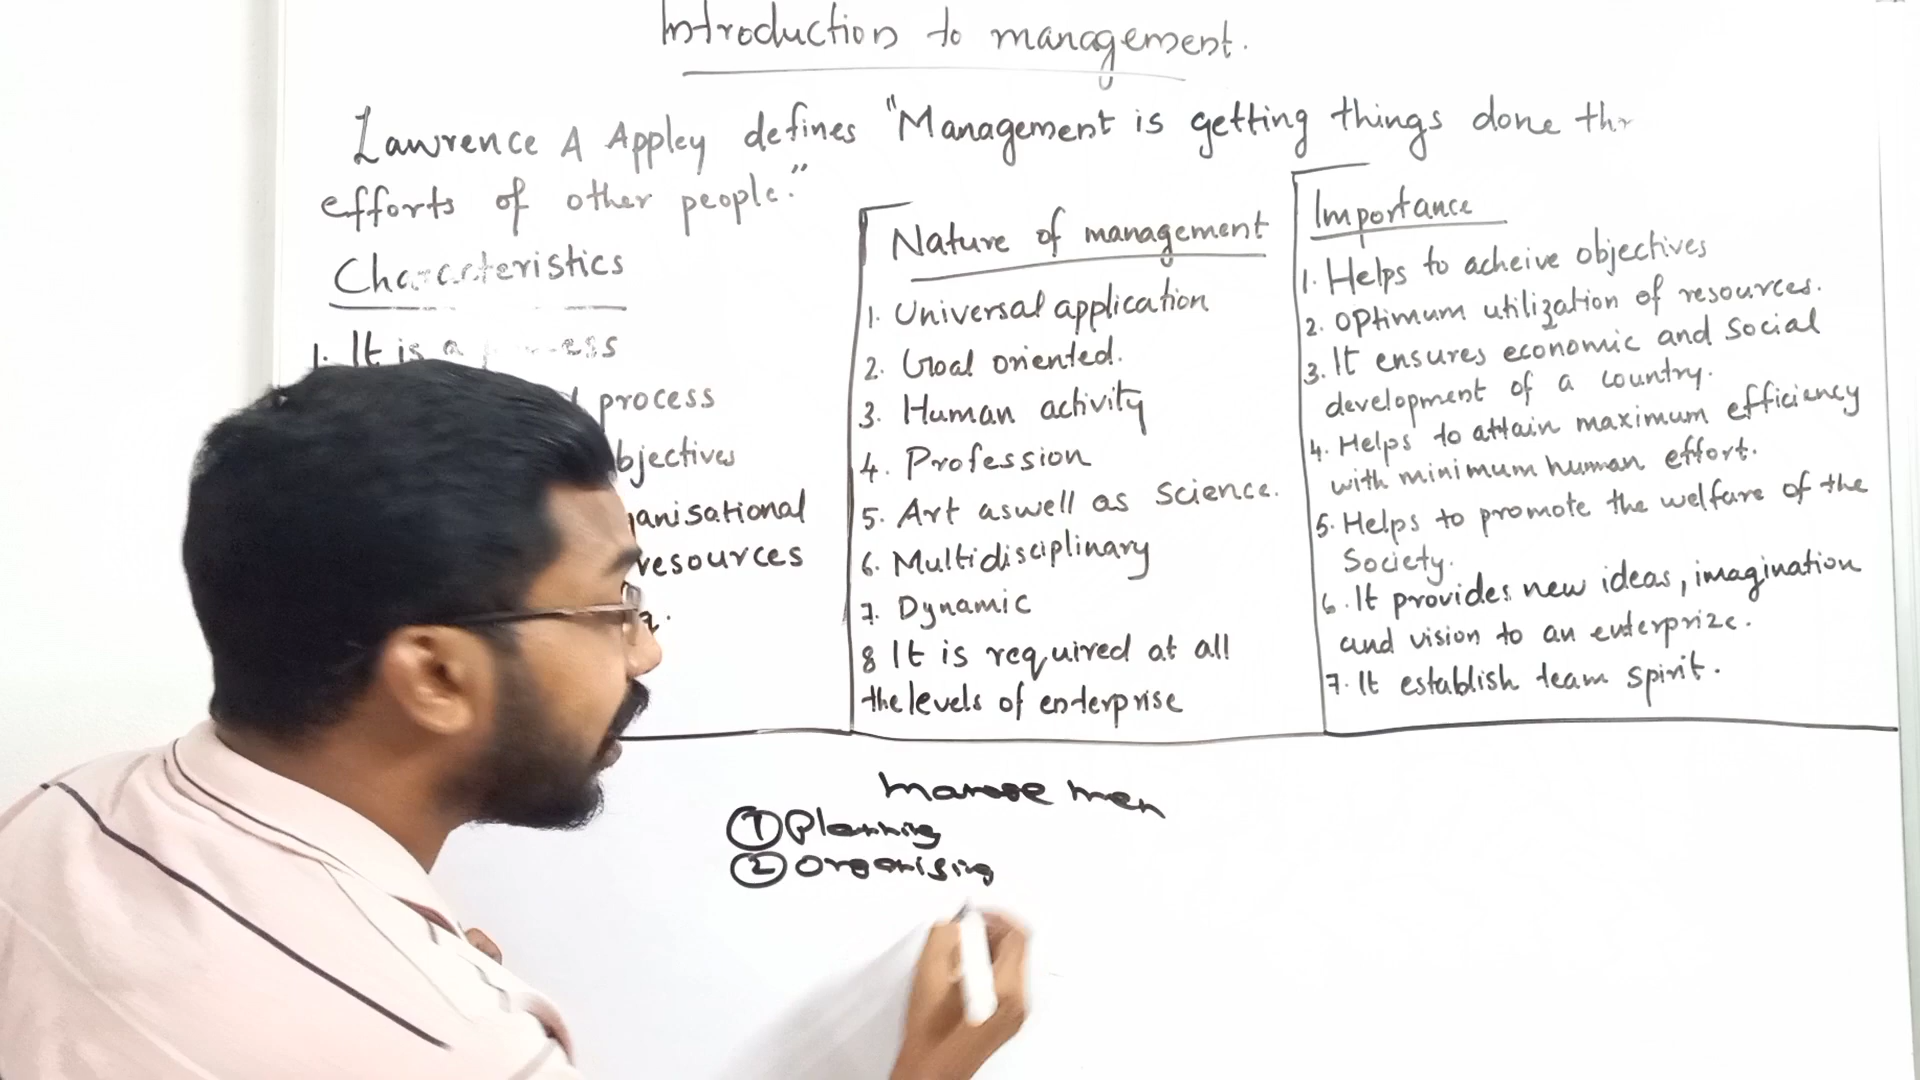 Introduction to management.
Lawrence A Appley defines "Management is getting things done thr
efforts of other people."
Characteristics
1. It is a
process
bjectives
anisational
resources
Nature of management
1. Universal application
2. Goal oriented.
3. Human activity
4. Profession
5. Art aswell as science.
6. Multidisciplinary
7. Dynamic
8 It is required at all
the levels of enterprise
Importance
1. Helps to acheive objectives
2. Optimum utilization of resources.
3. It ensures economic and social
development of a country.
4. Helps to attain maximum efficiency
with minimum human effort.
5. Helps to promote the welfare of the
Society.
6. It provides new ideas, imagination
and vision to an enterprize.
7. It establish team spirit.
① Planning
② Organising